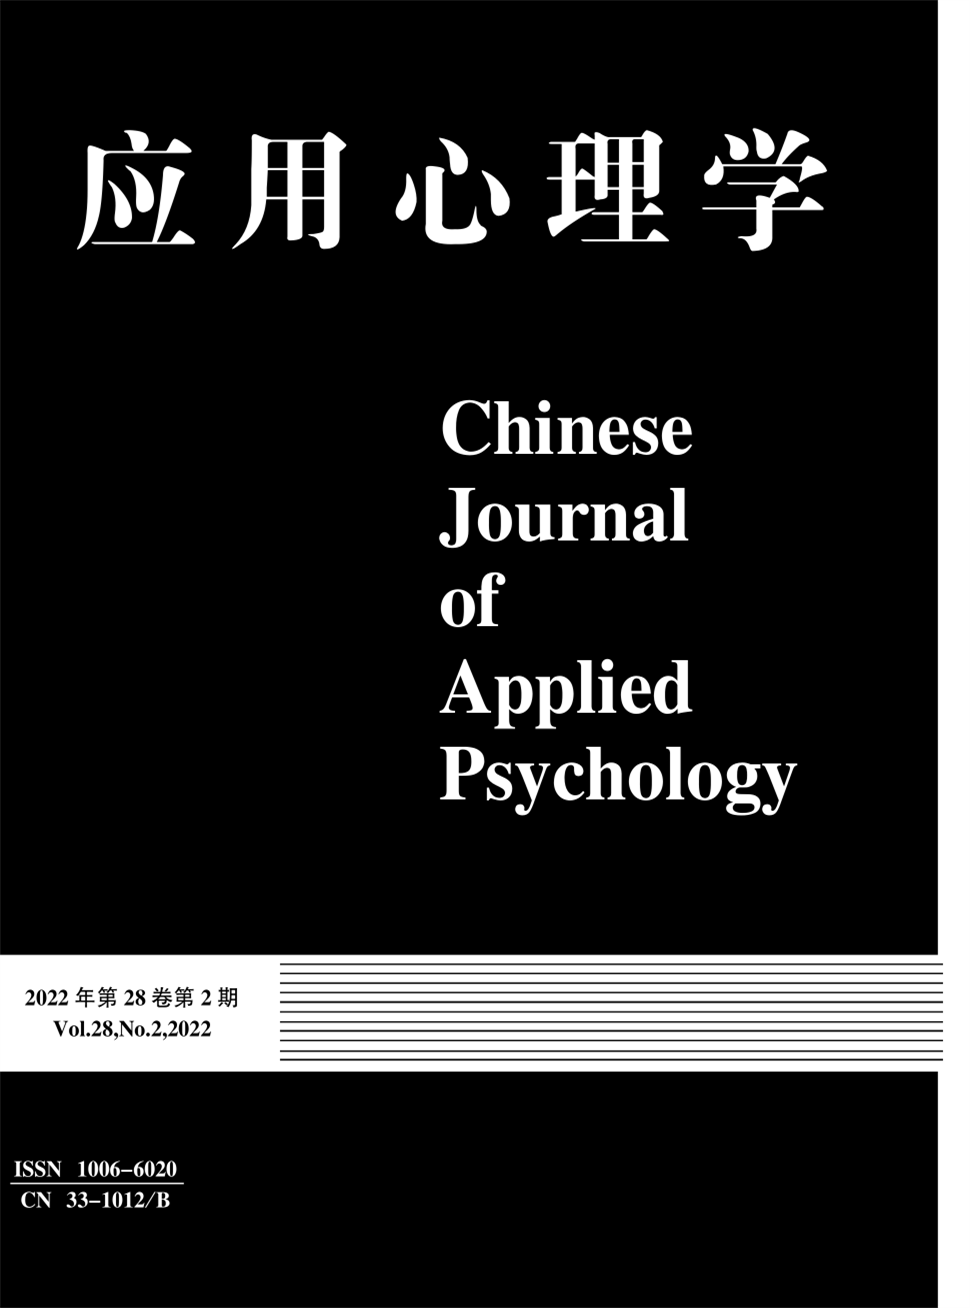 应用心理学
Chinese
Journal
of
Applied
Psychology
2022 年第 28 卷第 2 期
Vol.28,No.2,2022
ISSN 1006-6020
CN 33-1012/B